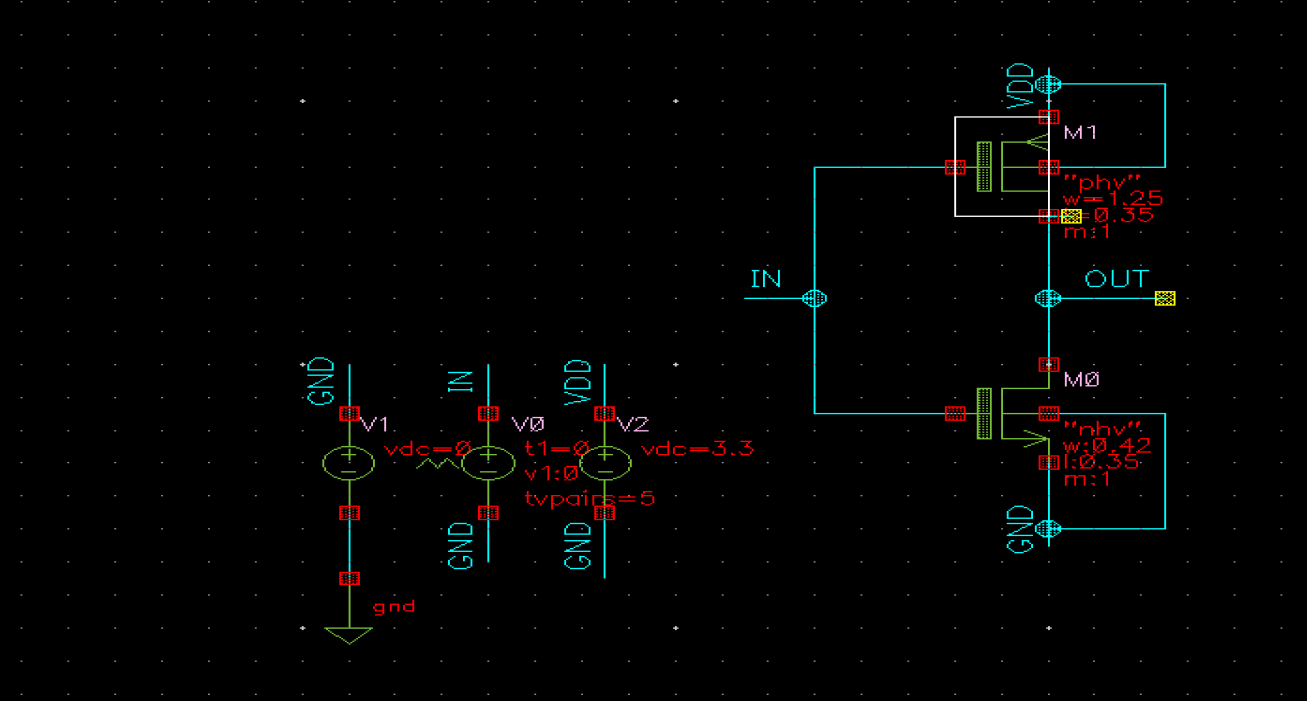 VDD
M1
"phv"
w=1.25
=0.35
m:1
IN
OUT
GND
IN
VDD
M0
V1
V0
V2
"nhv"
w:0.42
l:0.35
m:1
vdc=0
t1=0
vdc=3.3
v1:0
tvpairs=5
GND
GND
GND
gnd